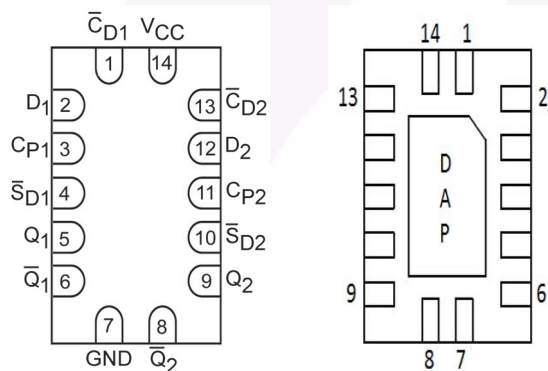 C̅D1 VCC
1 14
D1 2 13 C̅D2
CP1 3 12 D2
S̅D1 4 11 CP2
Q1 5 10 S̅D2
Q̅1 6 9 Q2
7 8
GND Q̅2
14 1
13 2
D
A
P
9 6
8 7